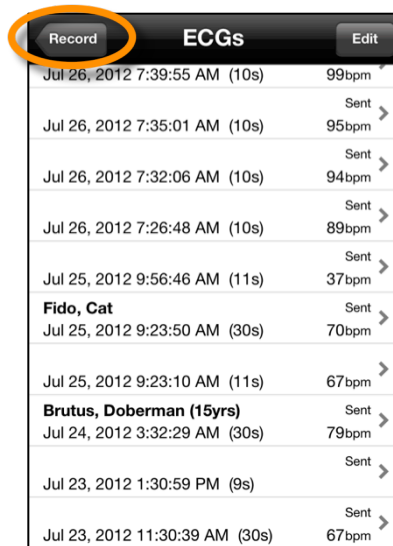 Record ECGs Edit
Jul 26, 2012 7:39:55 AM (10s) 99bpm
Sent
Jul 26, 2012 7:35:01 AM (10s) 95bpm
Sent
Jul 26, 2012 7:32:06 AM (10s) 94bpm
Sent
Jul 26, 2012 7:26:48 AM (10s) 89bpm
Sent
Jul 25, 2012 9:56:46 AM (11s) 37bpm
Fido, Cat Sent
Jul 25, 2012 9:23:50 AM (30s) 70bpm
Jul 25, 2012 9:23:10 AM (11s) 67bpm
Brutus, Doberman (15yrs) Sent
Jul 24, 2012 3:32:29 AM (30s) 79bpm
Sent
Jul 23, 2012 1:30:59 PM (9s)
Sent
Jul 23, 2012 11:30:39 AM (30s) 67bpm